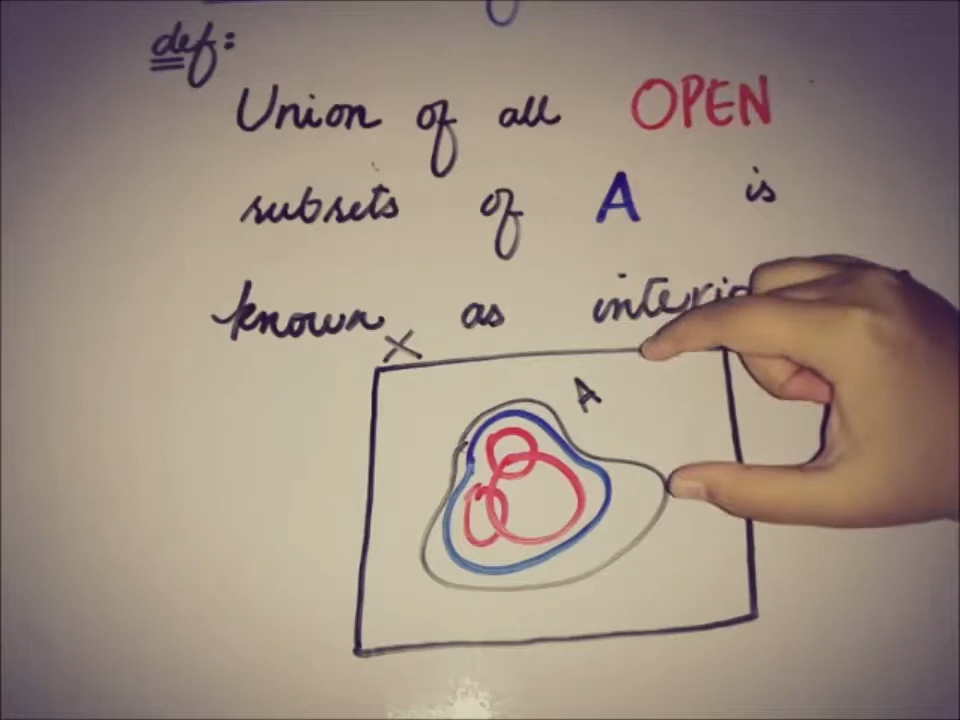 def:
Union of all OPEN
subsets of A is
known as
X
A